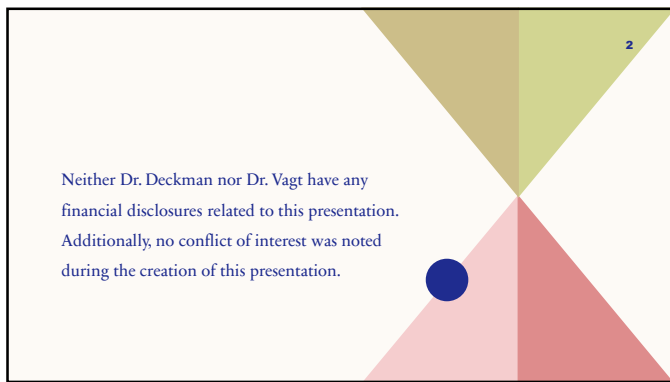 2
Neither Dr. Deckman nor Dr. Vagt have any
financial disclosures related to this presentation.
Additionally, no conflict of interest was noted
during the creation of this presentation.